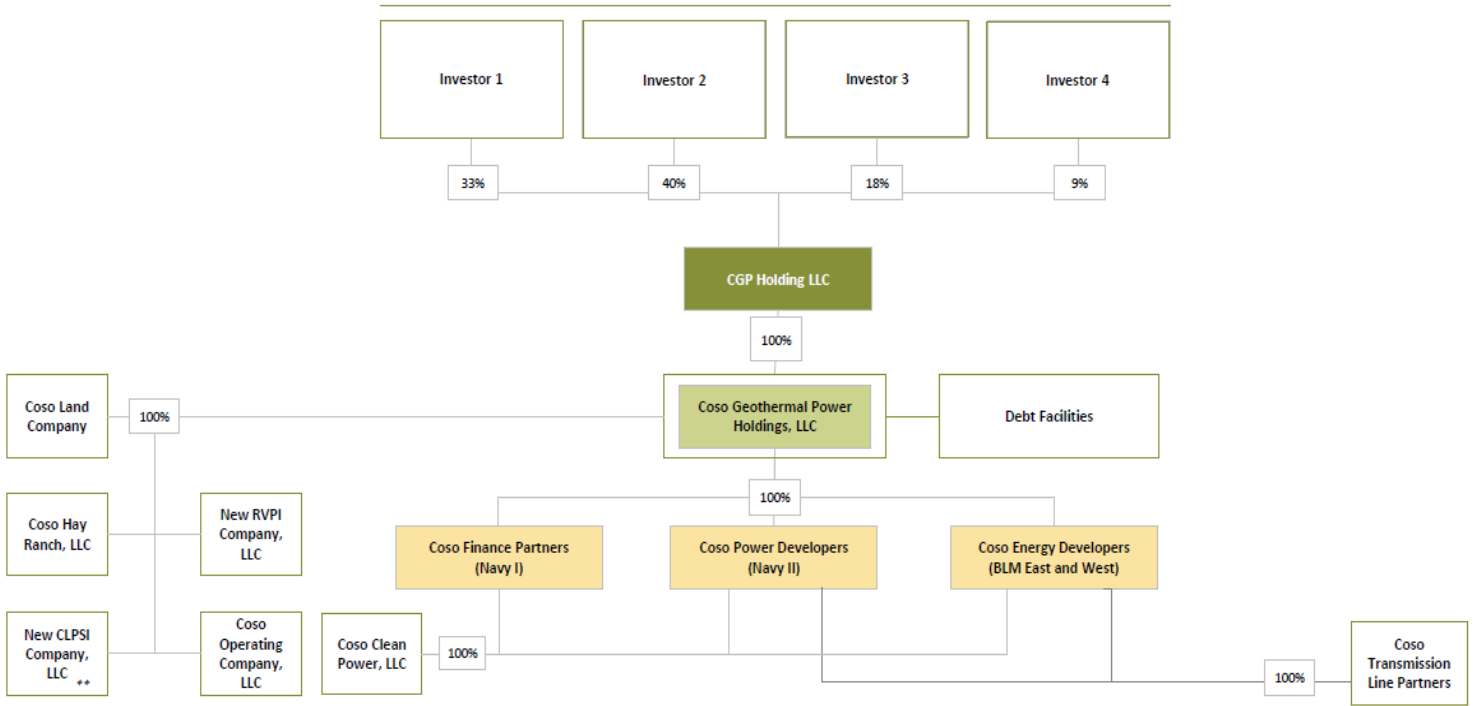 Investor 1
Investor 2
Investor 3
Investor 4
33%
40%
18%
9%
CGP Holding LLC
100%
Coso Land
Company
100%
Coso Geothermal Power
Holdings, LLC
Debt Facilities
100%
Coso Hay
Ranch, LLC
New RVPI
Company,
LLC
Coso Finance Partners
(Navy I)
Coso Power Developers
(Navy II)
Coso Energy Developers
(BLM East and West)
New CLPSI
Company,
LLC **
Coso
Operating
Company,
LLC
Coso Clean
Power, LLC
100%
100%
Coso
Transmission
Line Partners